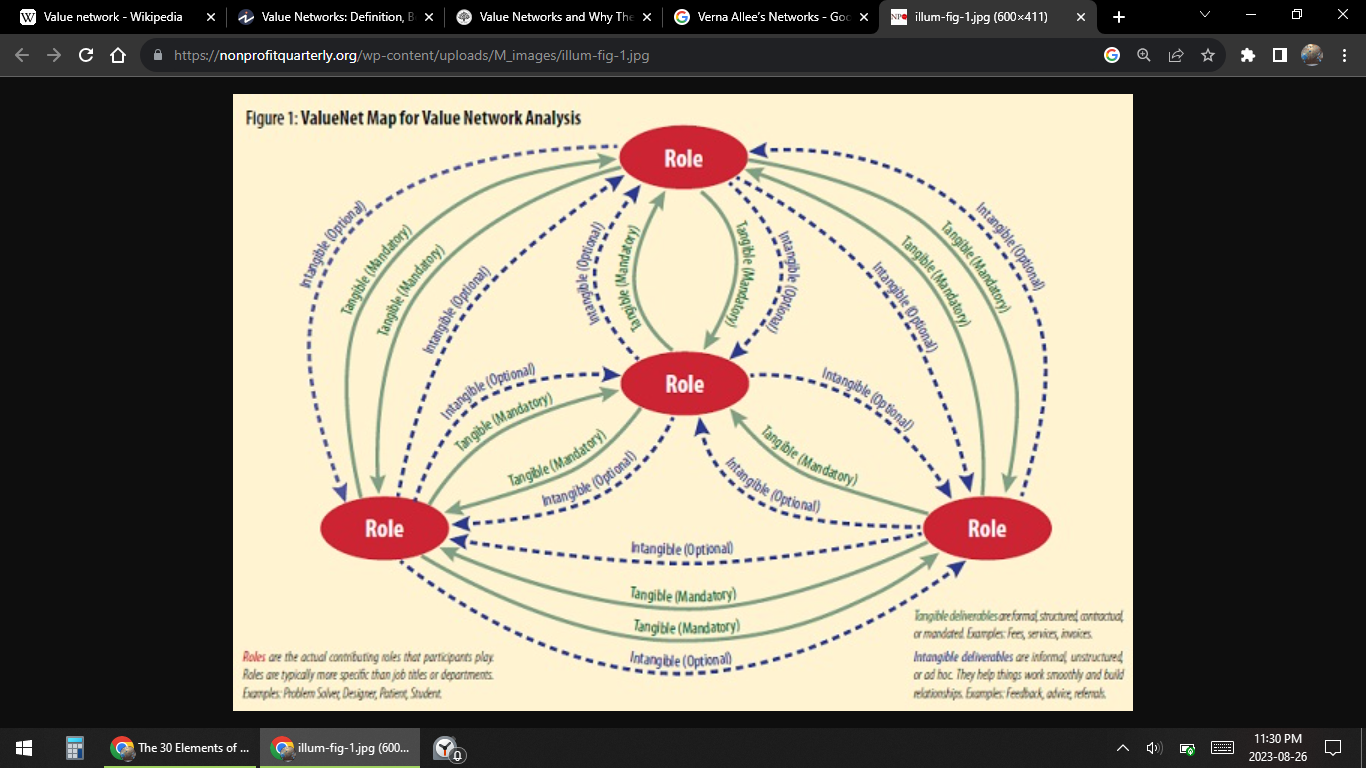 Value network - Wikipedia
Value Networks: Definition, B
Value Networks and Why The
Verna Allee's Networks - Goo
illum-fig-1.jpg (600×411)
https://nonprofitquarterly.org/wp-content/uploads/M_images/illum-fig-1.jpg
Figure 1: ValueNet Map for Value Network Analysis
Role
Intangible (Optional)
Tangible (Mandatory)
Tangible (Mandatory)
Intangible (Optional)
Intangible (Optional)
Tangible (Mandatory)
Tangible (Mandatory)
Intangible (Optional)
Intangible (Optional)
Tangible (Mandatory)
Tangible (Mandatory)
Intangible (Optional)
Role
Intangible (Optional)
Tangible (Mandatory)
Tangible (Mandatory)
Intangible (Optional)
Intangible (Optional)
Tangible (Mandatory)
Intangible (Optional)
Role
Role
Intangible (Optional)
Tangible (Mandatory)
Tangible (Mandatory)
Intangible (Optional)
Roles are the actual contributing roles that participants play.
Roles are typically more specific than job titles or departments.
Examples: Problem Solver, Designer, Patient, Student.
Tangible deliverables are formal, structured, contractual,
or mandated. Examples: Fees, services, invoices.
Intangible deliverables are informal, unstructured,
or ad hoc. They help things work smoothly and build
relationships. Examples: Feedback, advice, referrals.
The 30 Elements of ...
illum-fig-1.jpg (600...
0
11:30 PM
2023-08-26